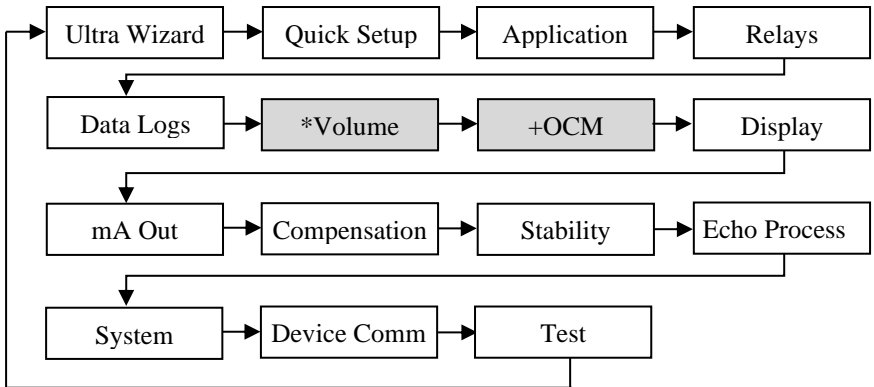 Ultra Wizard
Quick Setup
Application
Relays
Data Logs
*Volume
+OCM
Display
mA Out
Compensation
Stability
Echo Process
System
Device Comm
Test